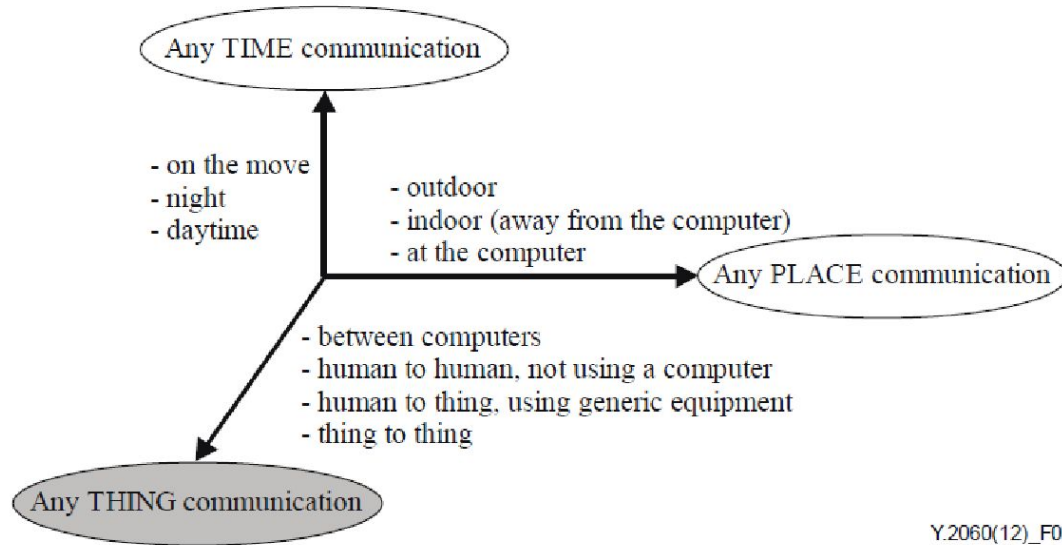 Any TIME communication
- on the move
- night
- daytime
- outdoor
- indoor (away from the computer)
- at the computer
Any PLACE communication
- between computers
- human to human, not using a computer
- human to thing, using generic equipment
- thing to thing
Any THING communication
Y.2060(12)_F0